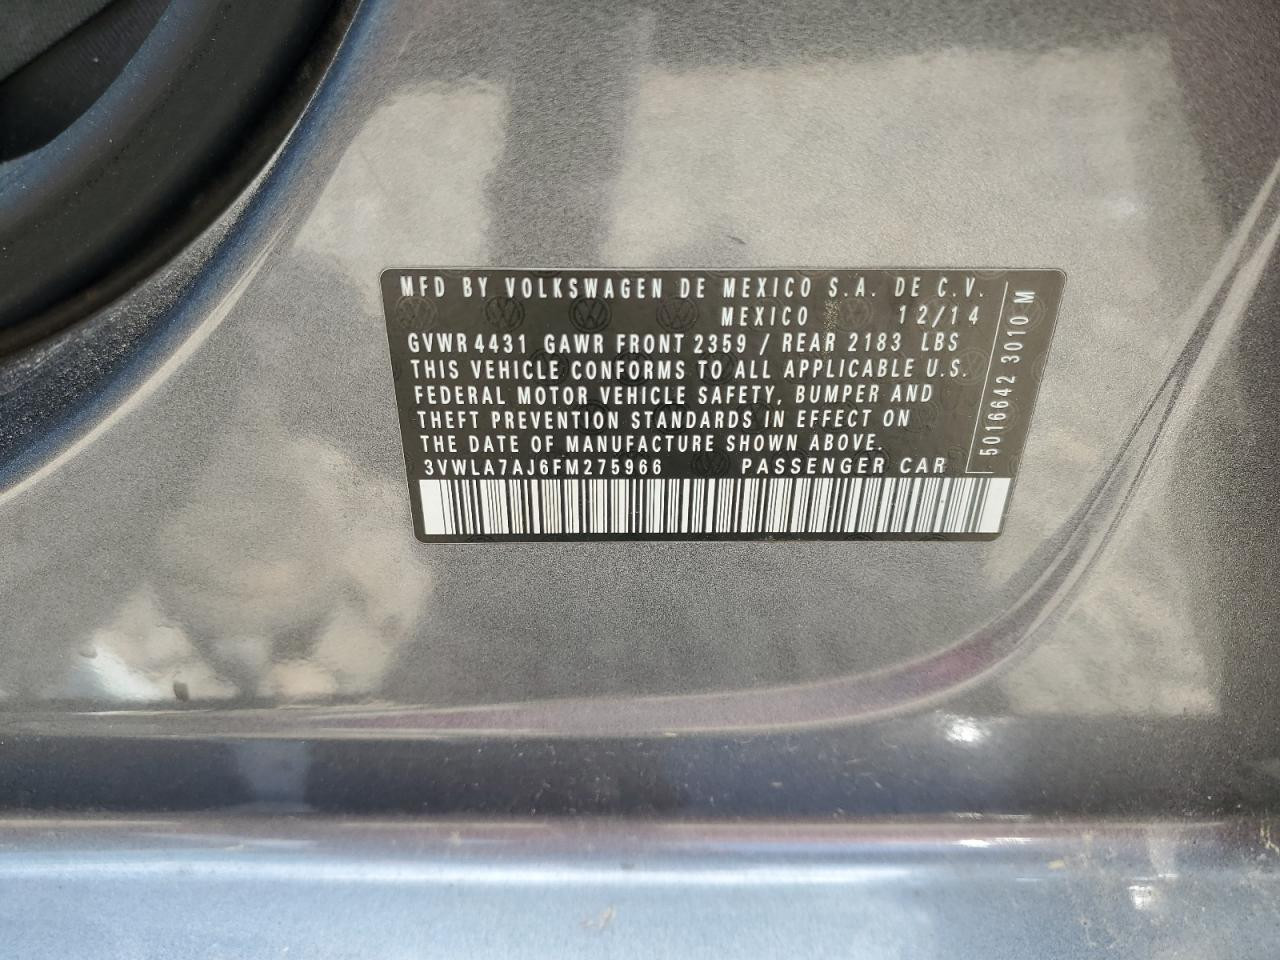 MFD BY VOLKSWAGEN DE MEXICO S.A. DE C.V.
MEXICO 12/14
GVWR 4431 GAWR FRONT 2359 / REAR 2183 LBS
THIS VEHICLE CONFORMS TO ALL APPLICABLE U.S.
FEDERAL MOTOR VEHICLE SAFETY, BUMPER AND
THEFT PREVENTION STANDARDS IN EFFECT ON
THE DATE OF MANUFACTURE SHOWN ABOVE.
3VWLA7AJ6FM275966 PASSENGER CAR
5016642 3010 M